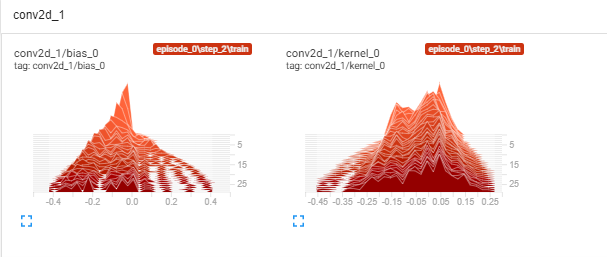 conv2d_1
conv2d_1/bias_0
episode_0\step_2\train
tag: conv2d_1/bias_0
5
15
25
-0.4 -0.2 0.0 0.2 0.4
conv2d_1/kernel_0
episode_0\step_2\train
tag: conv2d_1/kernel_0
5
15
25
-0.45 -0.35 -0.25 -0.15 -0.05 0.05 0.15 0.25